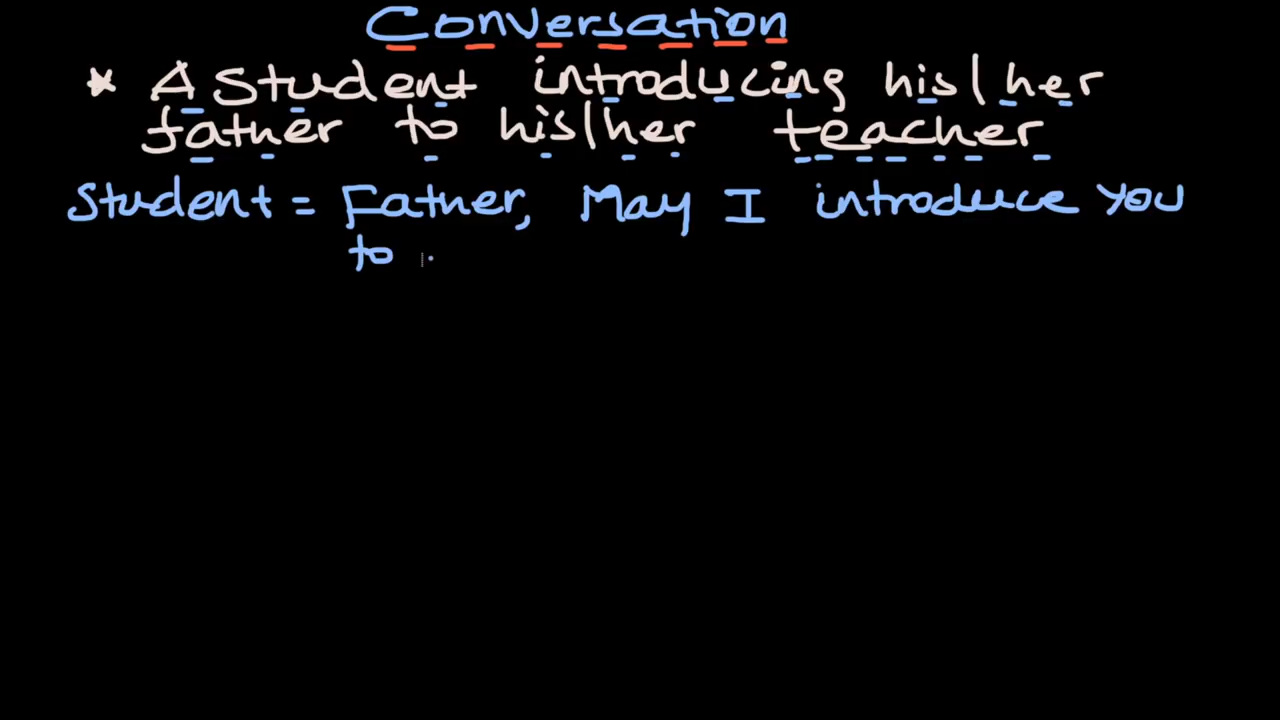 Conversation
* A Student introducing his/her
father to his/her teacher
Student = Father, May I introduce you
to